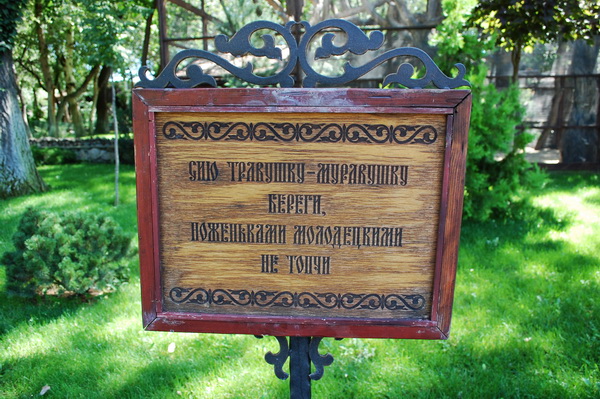 СИЮ ТРАВУШКУ-МУРАВУШКУ
БЕРЕГИ,
НОЖЕНЬКАМИ МОЛОДЕЦКИМИ
НЕ ТОПЧИ